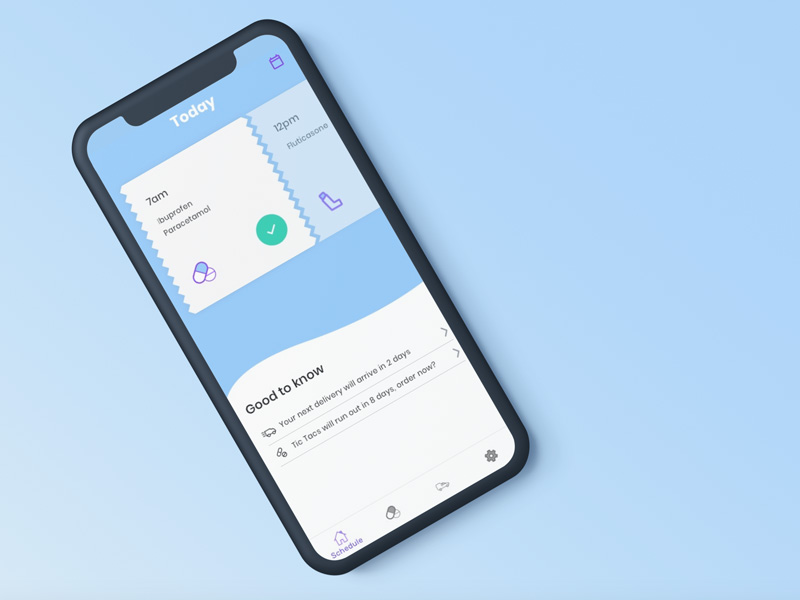 Today
7am
Ibuprofen
Paracetamol
12pm
Fluticasone
Good to know
Your next delivery will arrive in 2 days
Tic Tacs will run out in 8 days, order now?
Schedule